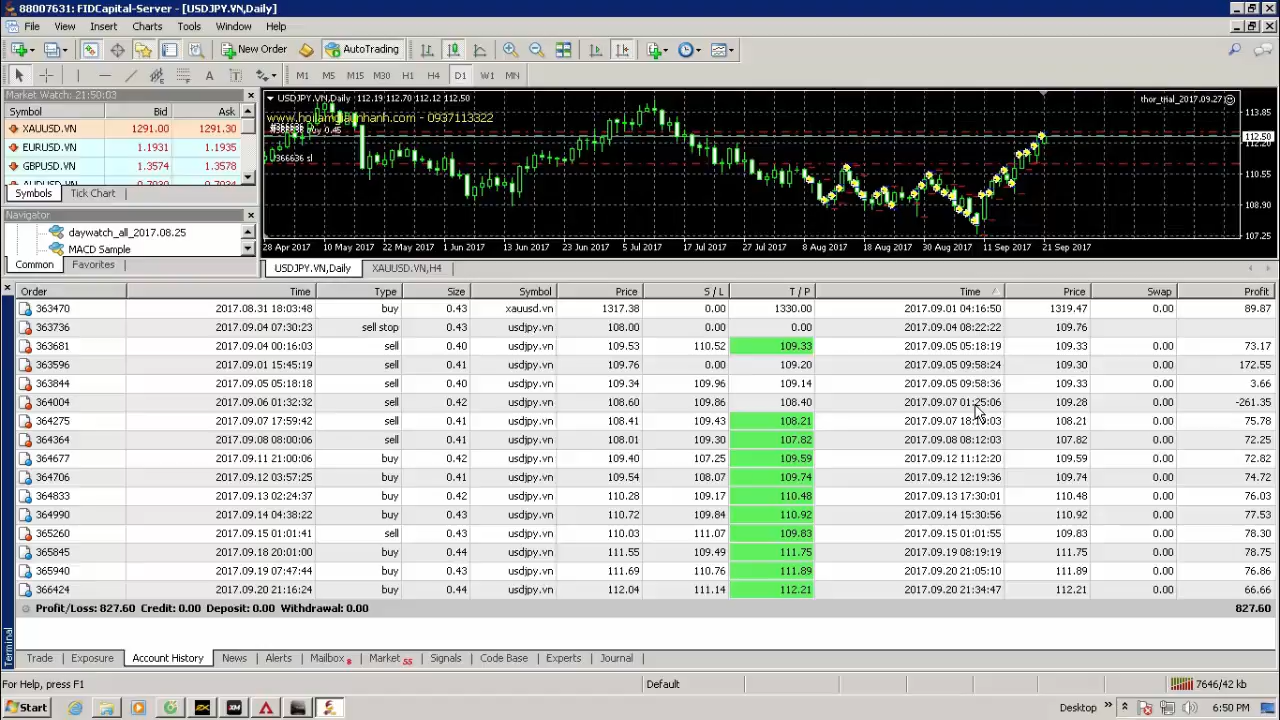 88007631: FIDCapital-Server - [USDJPY.VN,Daily]
File View Insert Charts Tools Window Help
New Order AutoTrading
A T M1 M5 M15 M30 H1 H4 D1 W1 MN
Market Watch: 21:50:03
Symbol Bid Ask
XAUUSD.VN 1291.00 1291.30
EURUSD.VN 1.1931 1.1935
GBPUSD.VN 1.3574 1.3578
Symbols Tick Chart
Navigator
daywatch_all_2017.08.25
MACD Sample
Common Favorites
USDJPY.VN,Daily 112.19 112.70 112.12 112.50
thor_trial_2017.09.27
www.hoilamgiaunhanh.com - 0937113322
buy 0.45
#366636 sl
113.85
112.50
112.20
110.55
108.90
107.25
28 Apr 2017 10 May 2017 22 May 2017 1 Jun 2017 13 Jun 2017 23 Jun 2017 5 Jul 2017 17 Jul 2017 27 Jul 2017 8 Aug 2017 18 Aug 2017 30 Aug 2017 11 Sep 2017 21 Sep 2017
USDJPY.VN,Daily XAUUSD.VN,H4
Order Time Type Size Symbol Price S / L T / P Time Price Swap Profit
363470 2017.08.31 18:03:48 buy 0.43 xauusd.vn 1317.38 0.00 1330.00 2017.09.01 04:16:50 1319.47 0.00 89.87
363736 2017.09.04 07:30:23 sell stop 0.43 usdjpy.vn 108.00 0.00 0.00 2017.09.04 08:22:22 109.76
363681 2017.09.04 00:16:03 sell 0.40 usdjpy.vn 109.53 110.52 109.33 2017.09.05 05:18:19 109.33 0.00 73.17
363596 2017.09.01 15:45:19 sell 0.41 usdjpy.vn 109.76 0.00 109.20 2017.09.05 09:58:24 109.30 0.00 172.55
363844 2017.09.05 05:18:18 sell 0.40 usdjpy.vn 109.34 109.96 109.14 2017.09.05 09:58:36 109.33 0.00 3.66
364004 2017.09.06 01:32:32 sell 0.42 usdjpy.vn 108.60 109.86 108.40 2017.09.07 01:25:06 109.28 0.00 -261.35
364275 2017.09.07 17:59:42 sell 0.43 usdjpy.vn 108.41 109.43 108.21 2017.09.07 108.21 0.00 75.78
364364 2017.09.08 08:00:06 sell 0.41 usdjpy.vn 108.01 109.30 107.82 2017.09.08 08:12:03 107.82 0.00 72.25
364677 2017.09.11 21:00:06 buy 0.42 usdjpy.vn 109.40 107.25 109.59 2017.09.12 11:12:20 109.59 0.00 72.82
364706 2017.09.12 03:57:25 buy 0.41 usdjpy.vn 109.54 108.07 109.74 2017.09.12 12:19:36 109.74 0.00 74.72
364833 2017.09.13 02:24:37 buy 0.42 usdjpy.vn 110.28 109.17 110.48 2017.09.13 17:30:01 110.48 0.00 76.03
364990 2017.09.14 04:38:22 buy 0.43 usdjpy.vn 110.72 109.84 110.92 2017.09.14 15:30:56 110.92 0.00 77.53
365260 2017.09.15 01:01:41 sell 0.43 usdjpy.vn 110.03 111.07 109.83 2017.09.15 01:01:55 109.83 0.00 78.30
365845 2017.09.18 20:01:00 buy 0.44 usdjpy.vn 111.55 109.49 111.75 2017.09.19 08:19:19 111.75 0.00 78.75
365940 2017.09.19 07:47:44 buy 0.43 usdjpy.vn 111.69 110.76 111.89 2017.09.20 21:05:10 111.89 0.00 76.86
366424 2017.09.20 21:16:24 buy 0.44 usdjpy.vn 112.04 111.14 112.21 2017.09.20 21:34:47 112.21 0.00 66.66
Profit/Loss: 827.60 Credit: 0.00 Deposit: 0.00 Withdrawal: 0.00 827.60
Terminal
Trade Exposure Account History News Alerts Mailbox 8 Market 55 Signals Code Base Experts Journal
For Help, press F1 Default 7646/42 kb
Start Desktop 6:50 PM